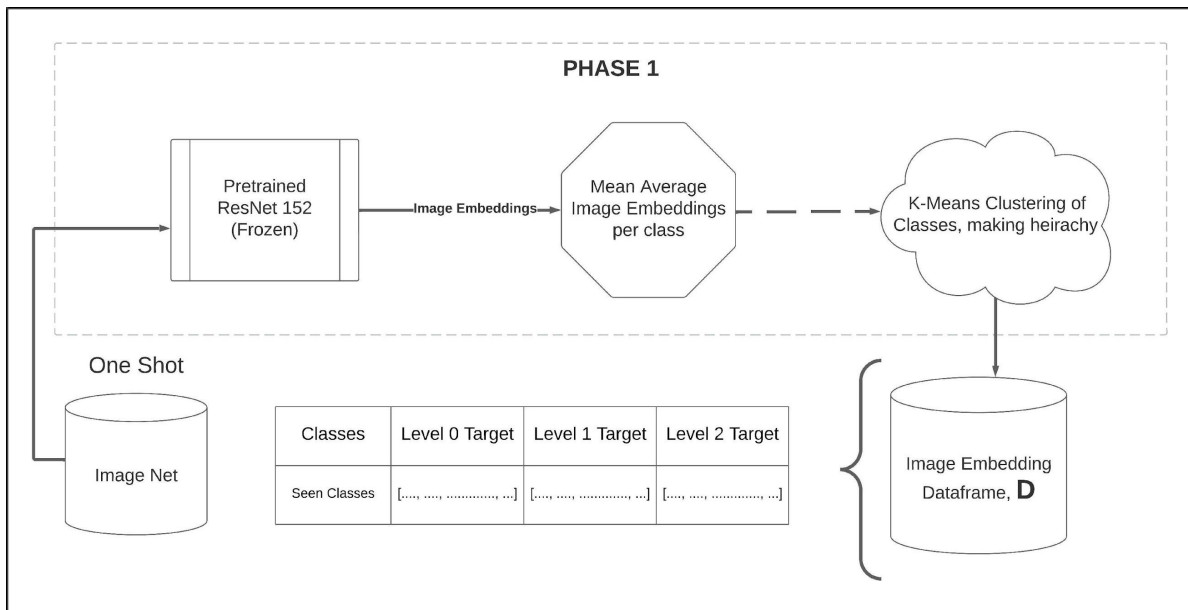 PHASE 1
Pretrained
ResNet 152
(Frozen)
Image Embeddings
Mean Average
Image Embeddings
per class
K-Means Clustering of
Classes, making heirachy
One Shot
Image Net
Classes Level 0 Target Level 1 Target Level 2 Target
Seen Classes [...., ...., ............., ...] [...., ...., ............., ...] [...., ...., ............., ...]
Image Embedding
Dataframe, D